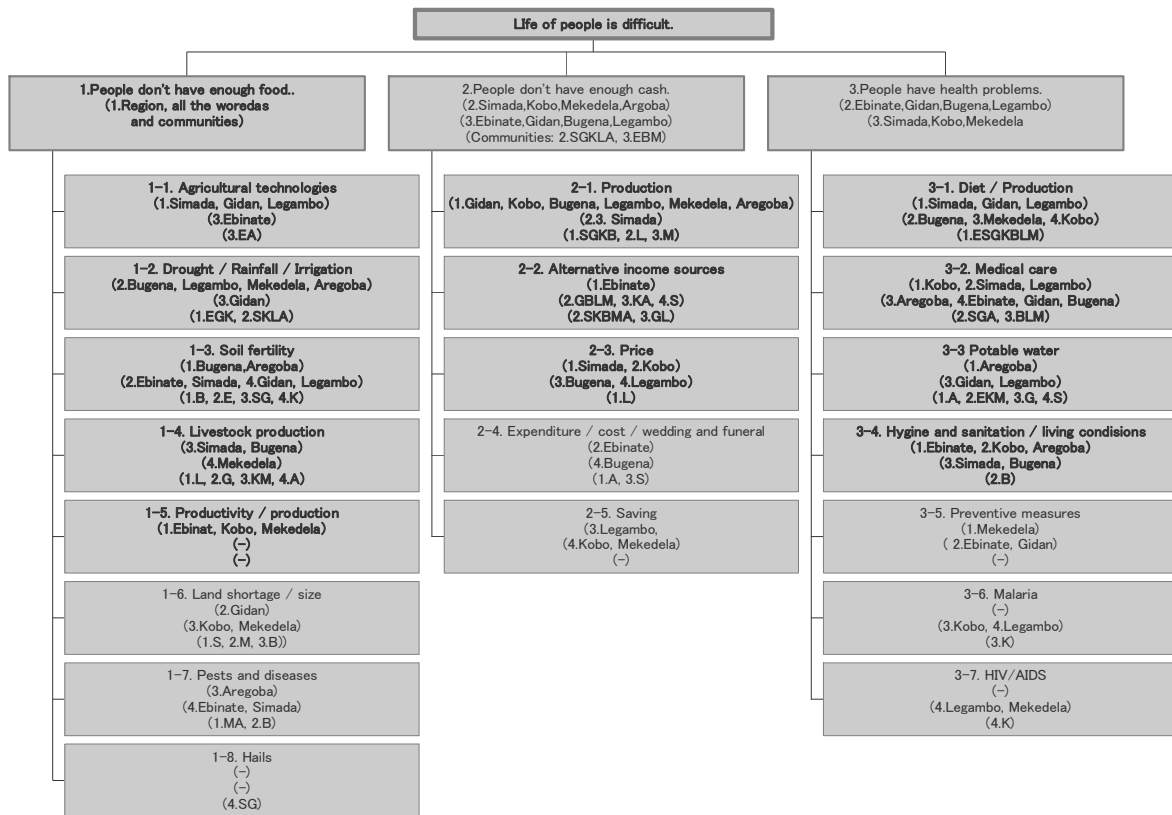 LIfe of people is difficult.
1.People don't have enough food..
(1.Region, all the woredas
and communities)
1-1. Agricultural technologies
(1.Simada, Gidan, Legambo)
(3.Ebinate)
(3.EA)
1-2. Drought / Rainfall / Irrigation
(2.Bugena, Legambo, Mekedela, Aregoba)
(3.Gidan)
(1.EGK, 2.SKLA)
1-3. Soil fertility
(1.Bugena,Aregoba)
(2.Ebinate, Simada, 4.Gidan, Legambo)
(1.B, 2.E, 3.SG, 4.K)
1-4. Livestock production
(3.Simada, Bugena)
(4.Mekedela)
(1.L, 2.G, 3.KM, 4.A)
1-5. Productivity / production
(1.Ebinat, Kobo, Mekedela)
(-)
(-)
1-6. Land shortage / size
(2.Gidan)
(3.Kobo, Mekedela)
(1.S, 2.M, 3.B))
1-7. Pests and diseases
(3.Aregoba)
(4.Ebinate, Simada)
(1.MA, 2.B)
1-8. Hails
(-)
(-)
(4.SG)
2.People don't have enough cash.
(2.Simada,Kobo,Mekedela,Argoba)
(3.Ebinate,Gidan,Bugena,Legambo)
(Communities: 2.SGKLA, 3.EBM)
2-1. Production
(1.Gidan, Kobo, Bugena, Legambo, Mekedela, Aregoba)
(2.3. Simada)
(1.SGKB, 2.L, 3.M)
2-2. Alternative income sources
(1.Ebinate)
(2.GBLM, 3.KA, 4.S)
(2.SKBMA, 3.GL)
2-3. Price
(1.Simada, 2.Kobo)
(3.Bugena, 4.Legambo)
(1.L)
2-4. Expenditure / cost / wedding and funeral
(2.Ebinate)
(4.Bugena)
(1.A, 3.S)
2-5. Saving
(3.Legambo,
(4.Kobo, Mekedela)
(-)
3.People have health problems.
(2.Ebinate,Gidan,Bugena,Legambo)
(3.Simada,Kobo,Mekedela
3-1. Diet / Production
(1.Simada, Gidan, Legambo)
(2.Bugena, 3.Mekedela, 4.Kobo)
(1.ESGKBLM)
3-2. Medical care
(1.Kobo, 2.Simada, Legambo)
(3.Aregoba, 4.Ebinate, Gidan, Bugena)
(2.SGA, 3.BLM)
3-3 Potable water
(1.Aregoba)
(3.Gidan, Legambo)
(1.A, 2.EKM, 3.G, 4.S)
3-4. Hygine and sanitation / living condisions
(1.Ebinate, 2.Kobo, Aregoba)
(3.Simada, Bugena)
(2.B)
3-5. Preventive measures
(1.Mekedela)
( 2.Ebinate, Gidan)
(-)
3-6. Malaria
(-)
(3.Kobo, 4.Legambo)
(3.K)
3-7. HIV/AIDS
(-)
(4.Legambo, Mekedela)
(4.K)